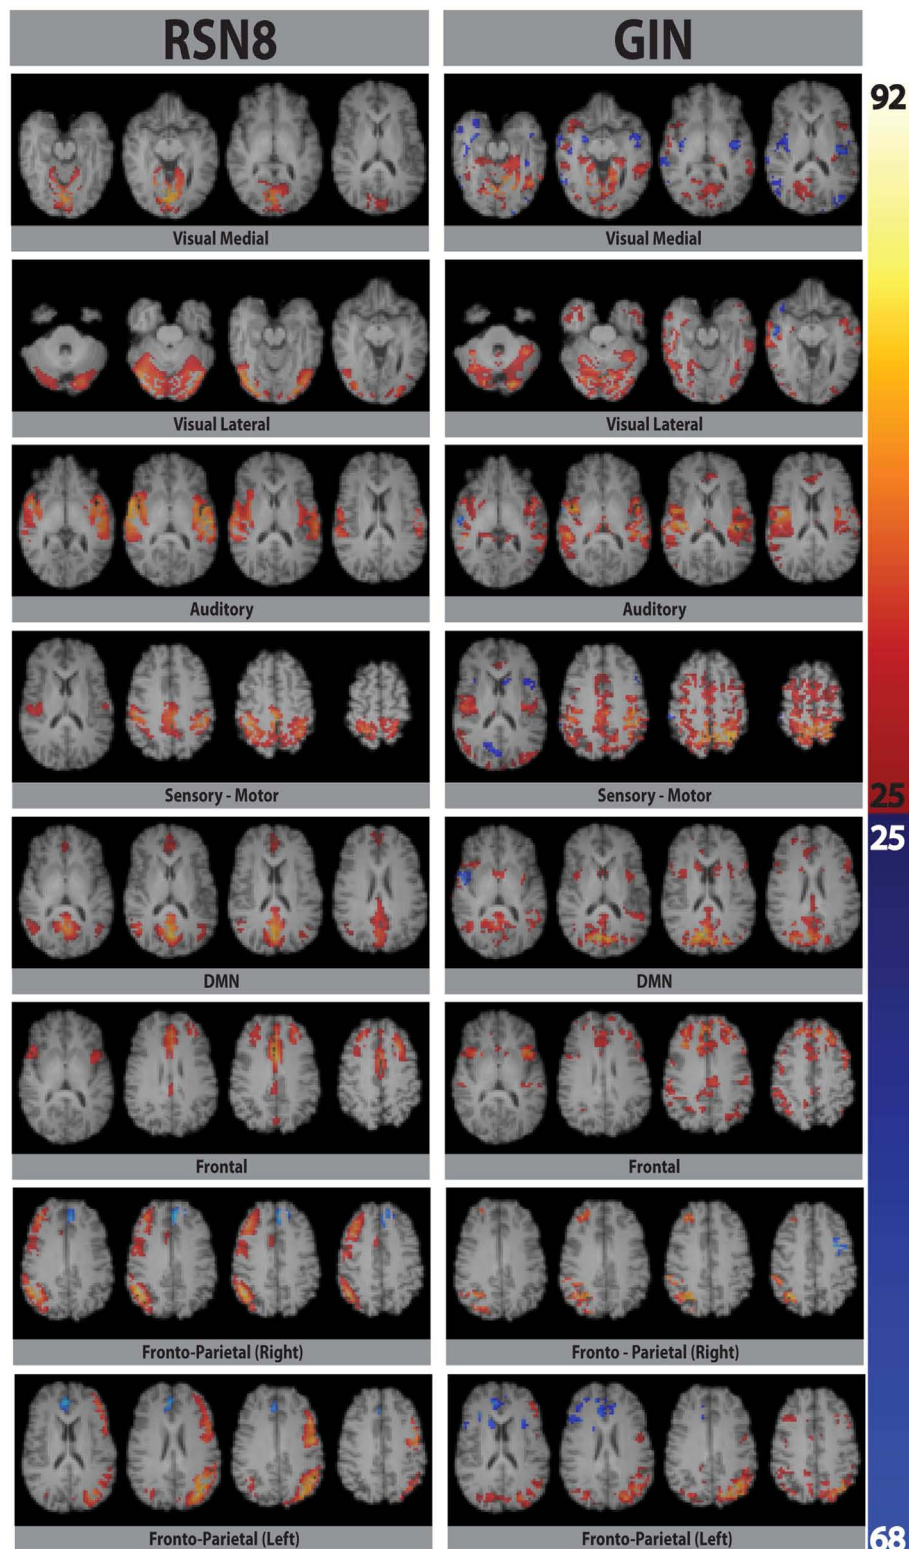 RSN8
GIN
92
Visual Medial
Visual Medial
Visual Lateral
Visual Lateral
Auditory
Auditory
Sensory - Motor
Sensory - Motor
25
25
DMN
DMN
Frontal
Frontal
Fronto-Parietal (Right)
Fronto - Parietal (Right)
Fronto-Parietal (Left)
Fronto-Parietal (Left)
68